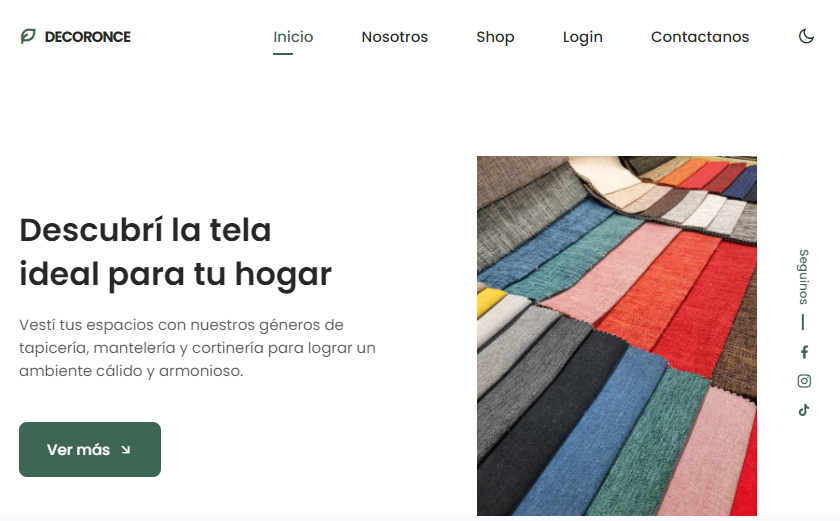 DECORONCE
Inicio
Nosotros
Shop
Login
Contactanos
Descubrí la tela
ideal para tu hogar
Vestí tus espacios con nuestros géneros de
tapicería, mantelería y cortinería para lograr un
ambiente cálido y armonioso.
Ver más
Seguinos